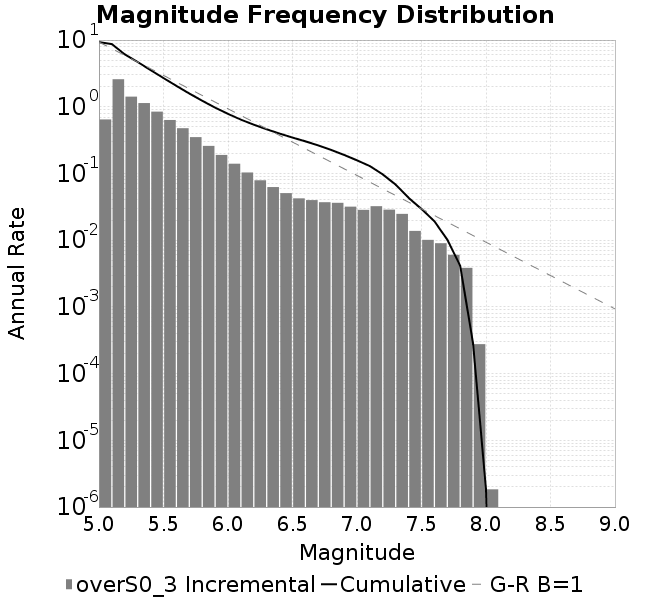 Magnitude Frequency Distribution
10^1
10^0
10^-1
10^-2
10^-3
10^-4
10^-5
10^-6
Annual Rate
5.0 5.5 6.0 6.5 7.0 7.5 8.0 8.5 9.0
Magnitude
overS0_3 Incremental Cumulative G-R B=1